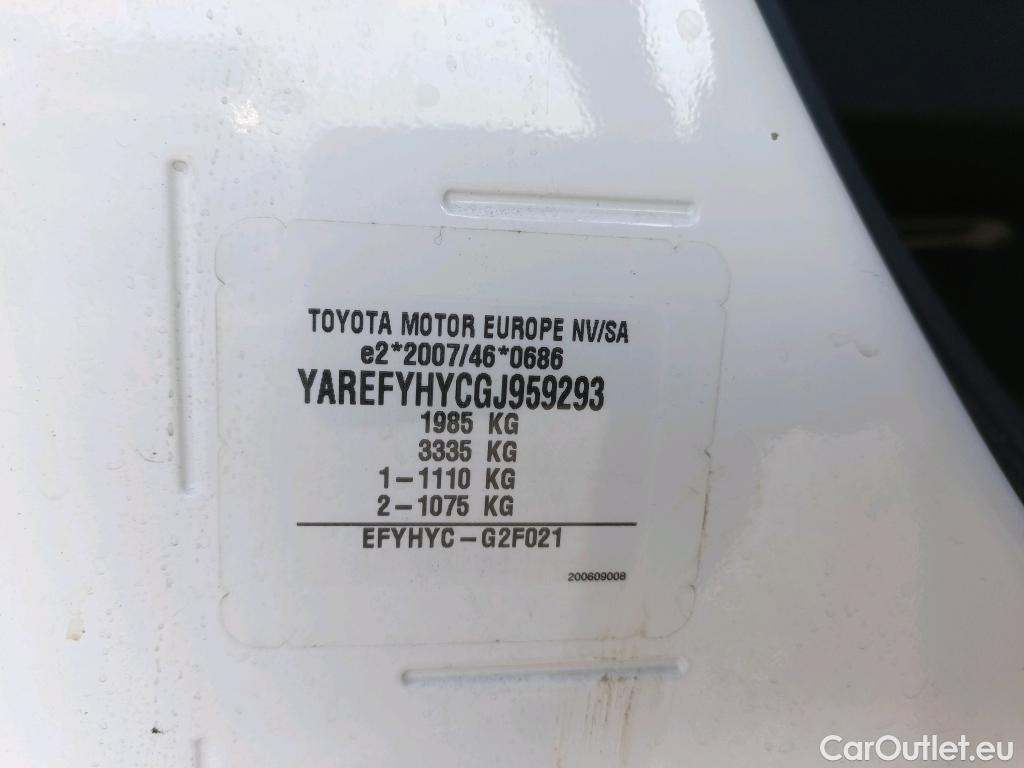 TOYOTA MOTOR EUROPE NV/SA
e2*2007/46*0686
YAREFYHYCGJ959293
1985 KG
3335 KG
1-1110 KG
2-1075 KG
EFYHYC-G2F021
200609008
CarOutlet.eu